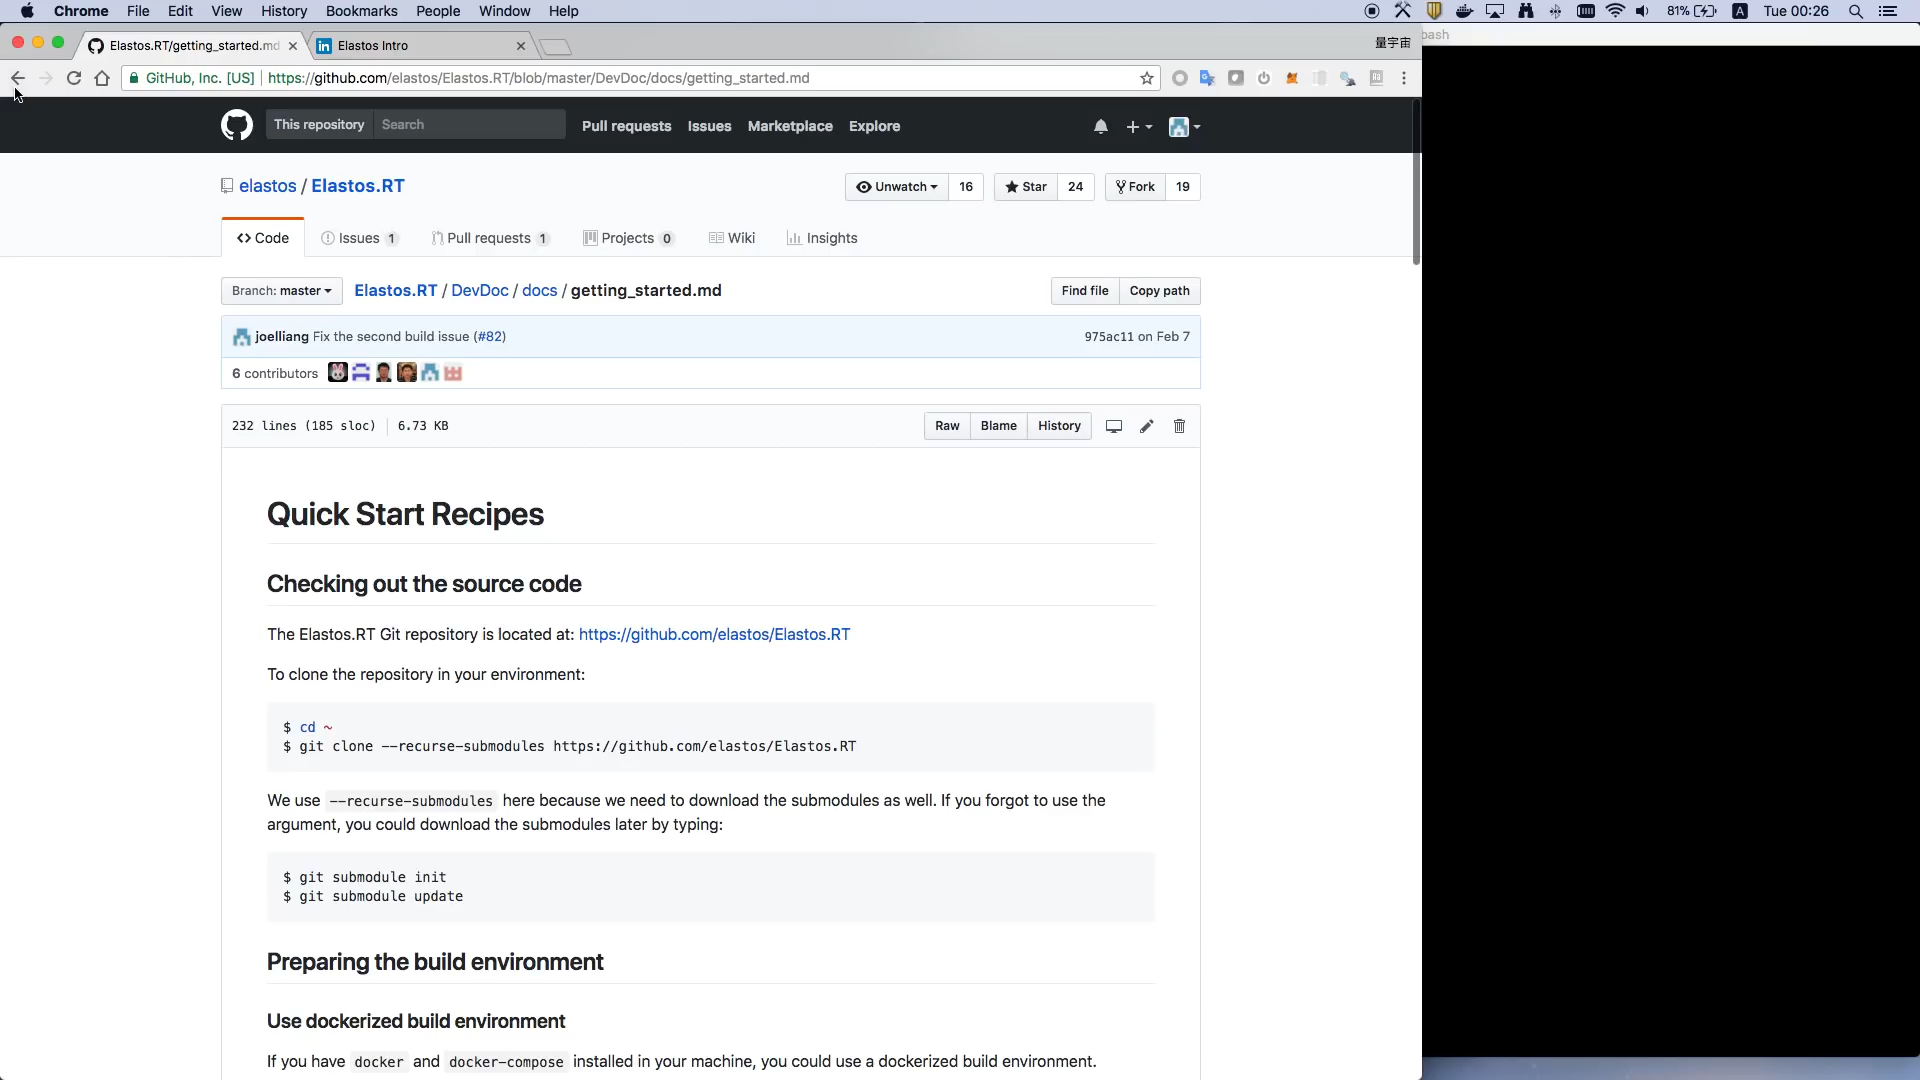 Chrome File Edit View History Bookmarks People Window Help 81% A Tue 00:26
Elastos.RT/getting_started.md Elastos Intro 量宇宙 bash
GitHub, Inc. [US] https://github.com/elastos/Elastos.RT/blob/master/DevDoc/docs/getting_started.md
This repository Search Pull requests Issues Marketplace Explore
elastos / Elastos.RT Unwatch 16 Star 24 Fork 19
Code Issues 1 Pull requests 1 Projects 0 Wiki Insights
Branch: master Elastos.RT / DevDoc / docs / getting_started.md Find file Copy path
joelliang Fix the second build issue (#82) 975ac11 on Feb 7
6 contributors
232 lines (185 sloc) 6.73 KB Raw Blame History
Quick Start Recipes
Checking out the source code
The Elastos.RT Git repository is located at: https://github.com/elastos/Elastos.RT
To clone the repository in your environment:
$ cd ~
$ git clone --recurse-submodules https://github.com/elastos/Elastos.RT
We use --recurse-submodules here because we need to download the submodules as well. If you forgot to use the
argument, you could download the submodules later by typing:
$ git submodule init
$ git submodule update
Preparing the build environment
Use dockerized build environment
If you have docker and docker-compose installed in your machine, you could use a dockerized build environment.